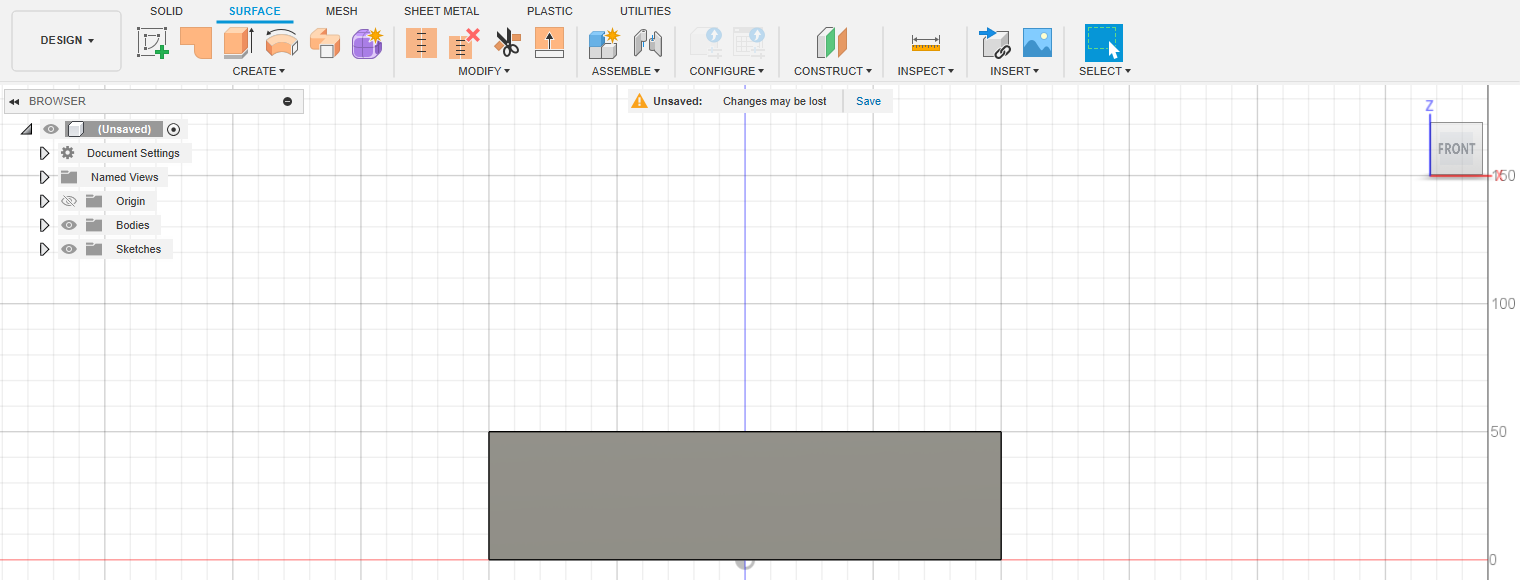 SOLID SURFACE MESH SHEET METAL PLASTIC UTILITIES
DESIGN
CREATE MODIFY ASSEMBLE CONFIGURE CONSTRUCT INSPECT INSERT SELECT
BROWSER
Unsaved: Changes may be lost Save
(Unsaved)
Document Settings
Named Views
Origin
Bodies
Sketches
Z
FRONT
X
150
100
50
0